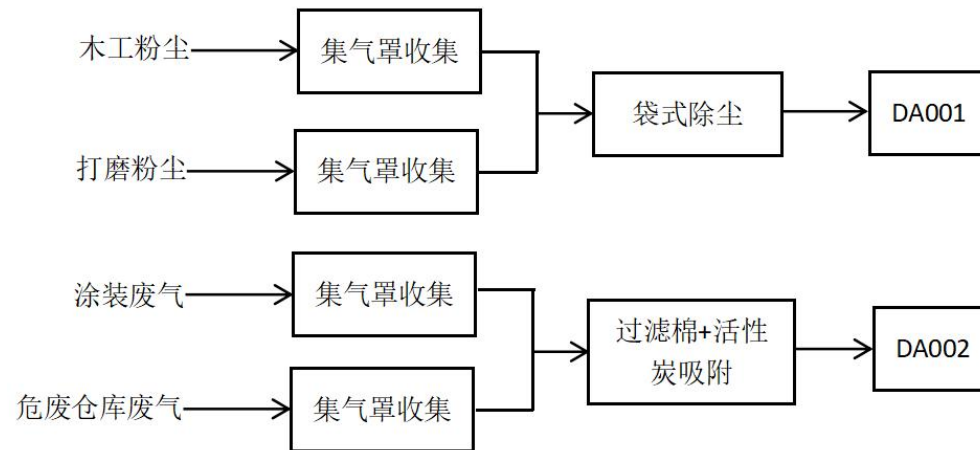 木工粉尘
集气罩收集
袋式除尘
DA001
打磨粉尘
集气罩收集
涂装废气
集气罩收集
过滤棉+活性
炭吸附
DA002
危废仓库废气
集气罩收集